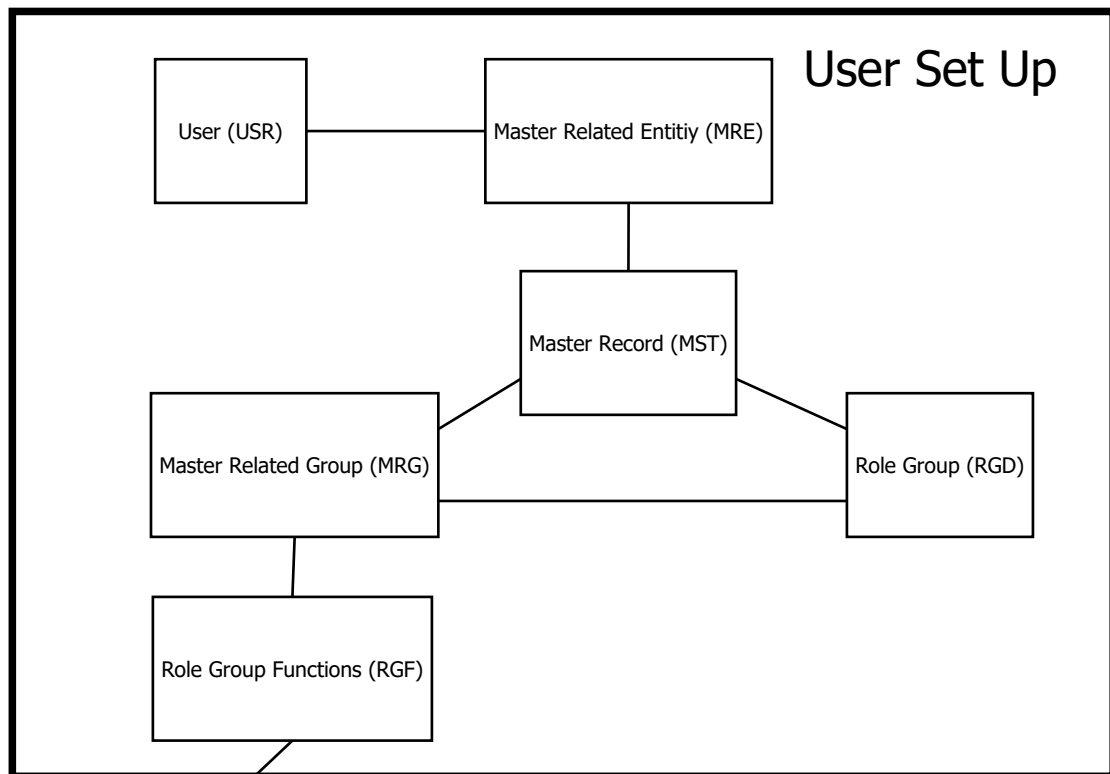 User Set Up
User (USR)
Master Related Entitiy (MRE)
Master Record (MST)
Master Related Group (MRG)
Role Group (RGD)
Role Group Functions (RGF)